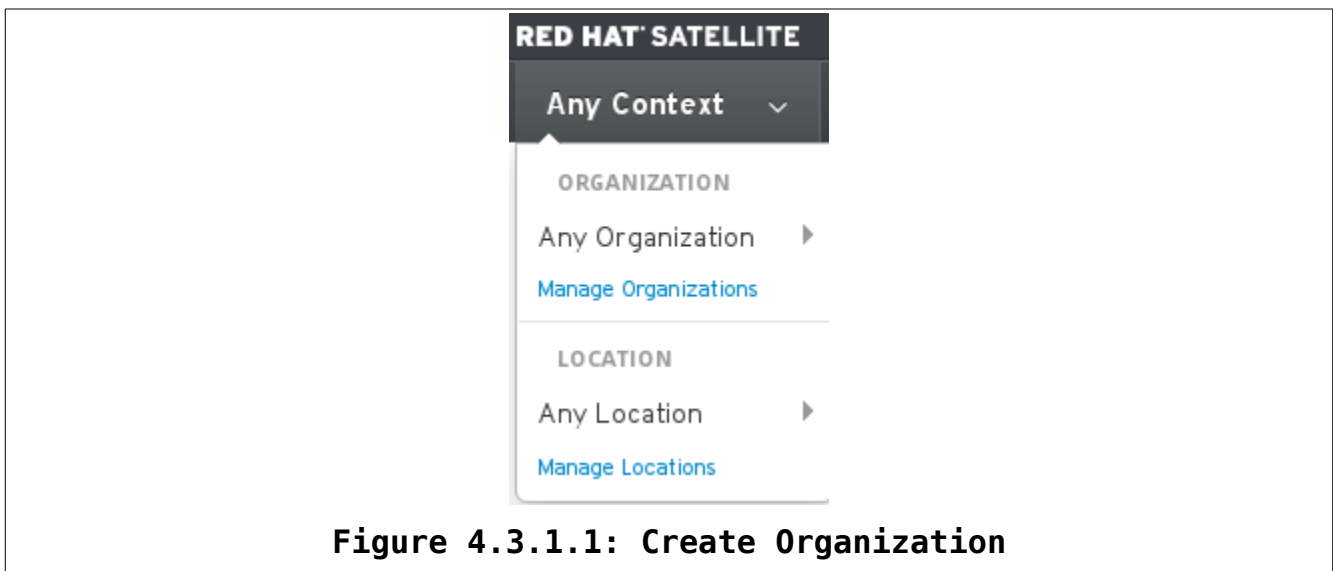 RED HAT® SATELLITE
Any Context
ORGANIZATION
Any Organization
Manage Organizations
LOCATION
Any Location
Manage Locations
Figure 4.3.1.1: Create Organization